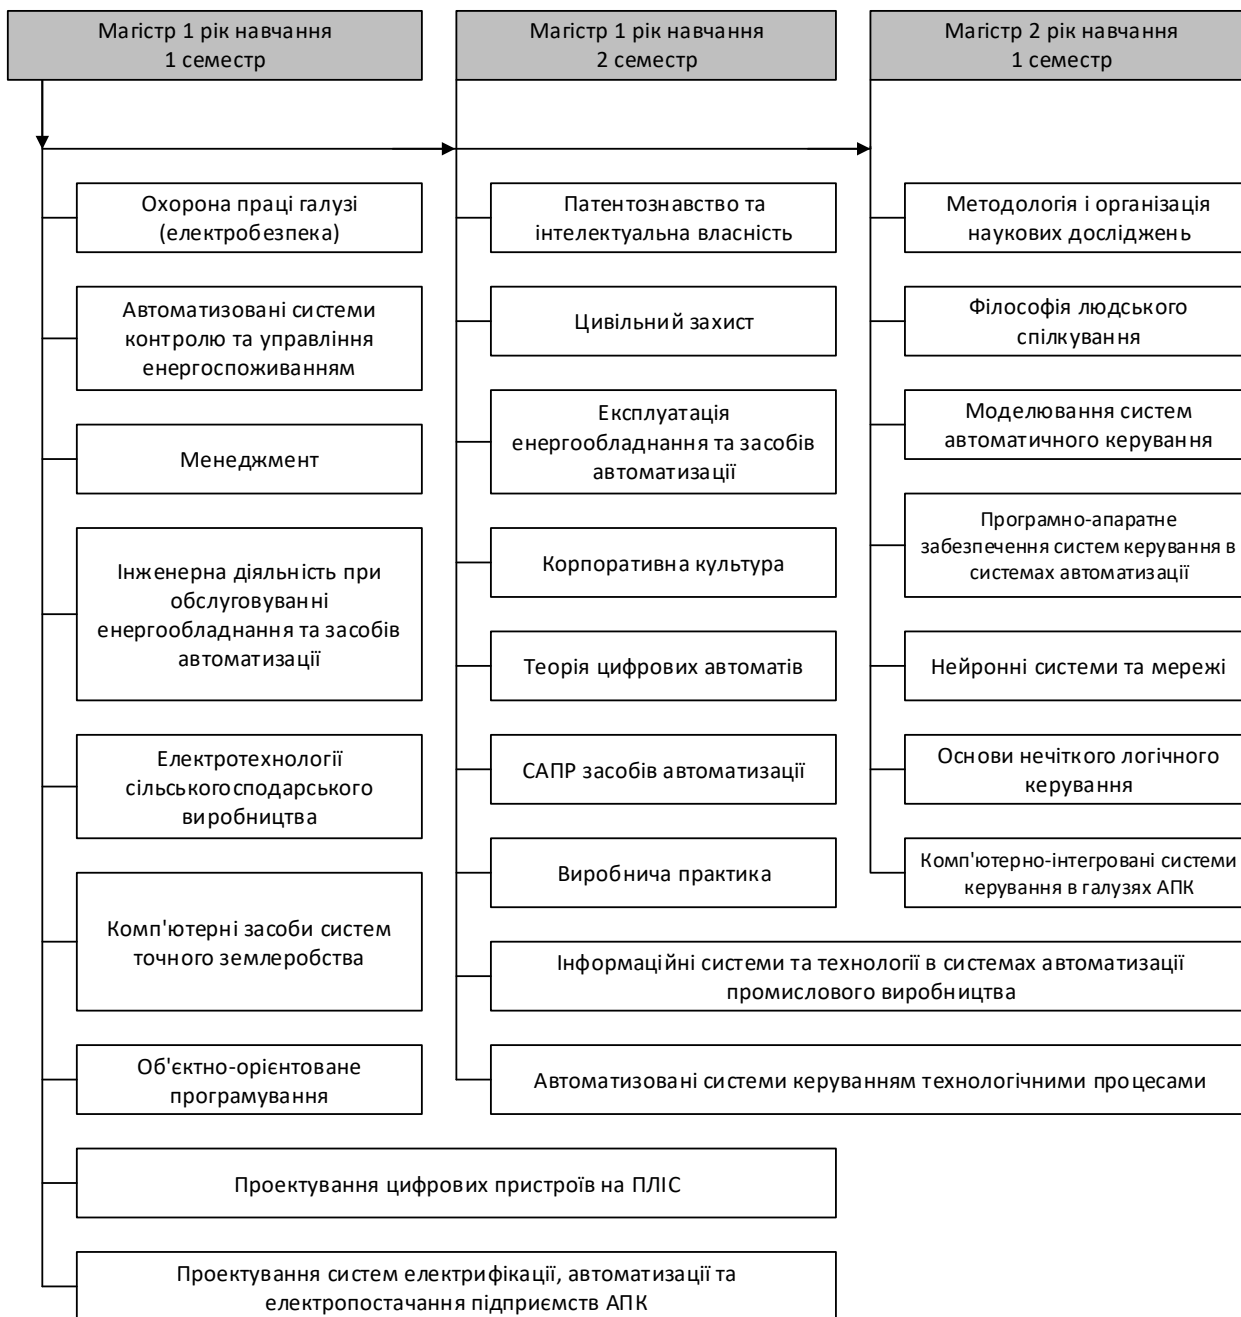 Магістр 1 рік навчання
1 семестр
Охорона праці галузі
(електробезпека)
Автоматизовані системи
контролю та управління
енергоспоживанням
Менеджмент
Інженерна діяльність при
обслуговуванні
енергообладнання та засобів
автоматизації
Електротехнології
сільськогосподарського
виробництва
Комп'ютерні засоби систем
точного землеробства
Об'єктно-орієнтоване
програмування
Проектування цифрових пристроїв на ПЛІС
Проектування систем електрифікації, автоматизації та
електропостачання підприємств АПК
Магістр 1 рік навчання
2 семестр
Патентознавство та
інтелектуальна власність
Цивільний захист
Експлуатація
енергообладнання та засобів
автоматизації
Корпоративна культура
Теорія цифрових автоматів
САПР засобів автоматизації
Виробнича практика
Інформаційні системи та технології в системах автоматизації
промислового виробництва
Автоматизовані системи керуванням технологічними процесами
Магістр 2 рік навчання
1 семестр
Методологія і організація
наукових досліджень
Філософія людського
спілкування
Моделювання систем
автоматичного керування
Програмно-апаратне
забезпечення систем керування в
системах автоматизації
Нейронні системи та мережі
Основи нечіткого логічного
керування
Комп'ютерно-інтегровані системи
керування в галузях АПК